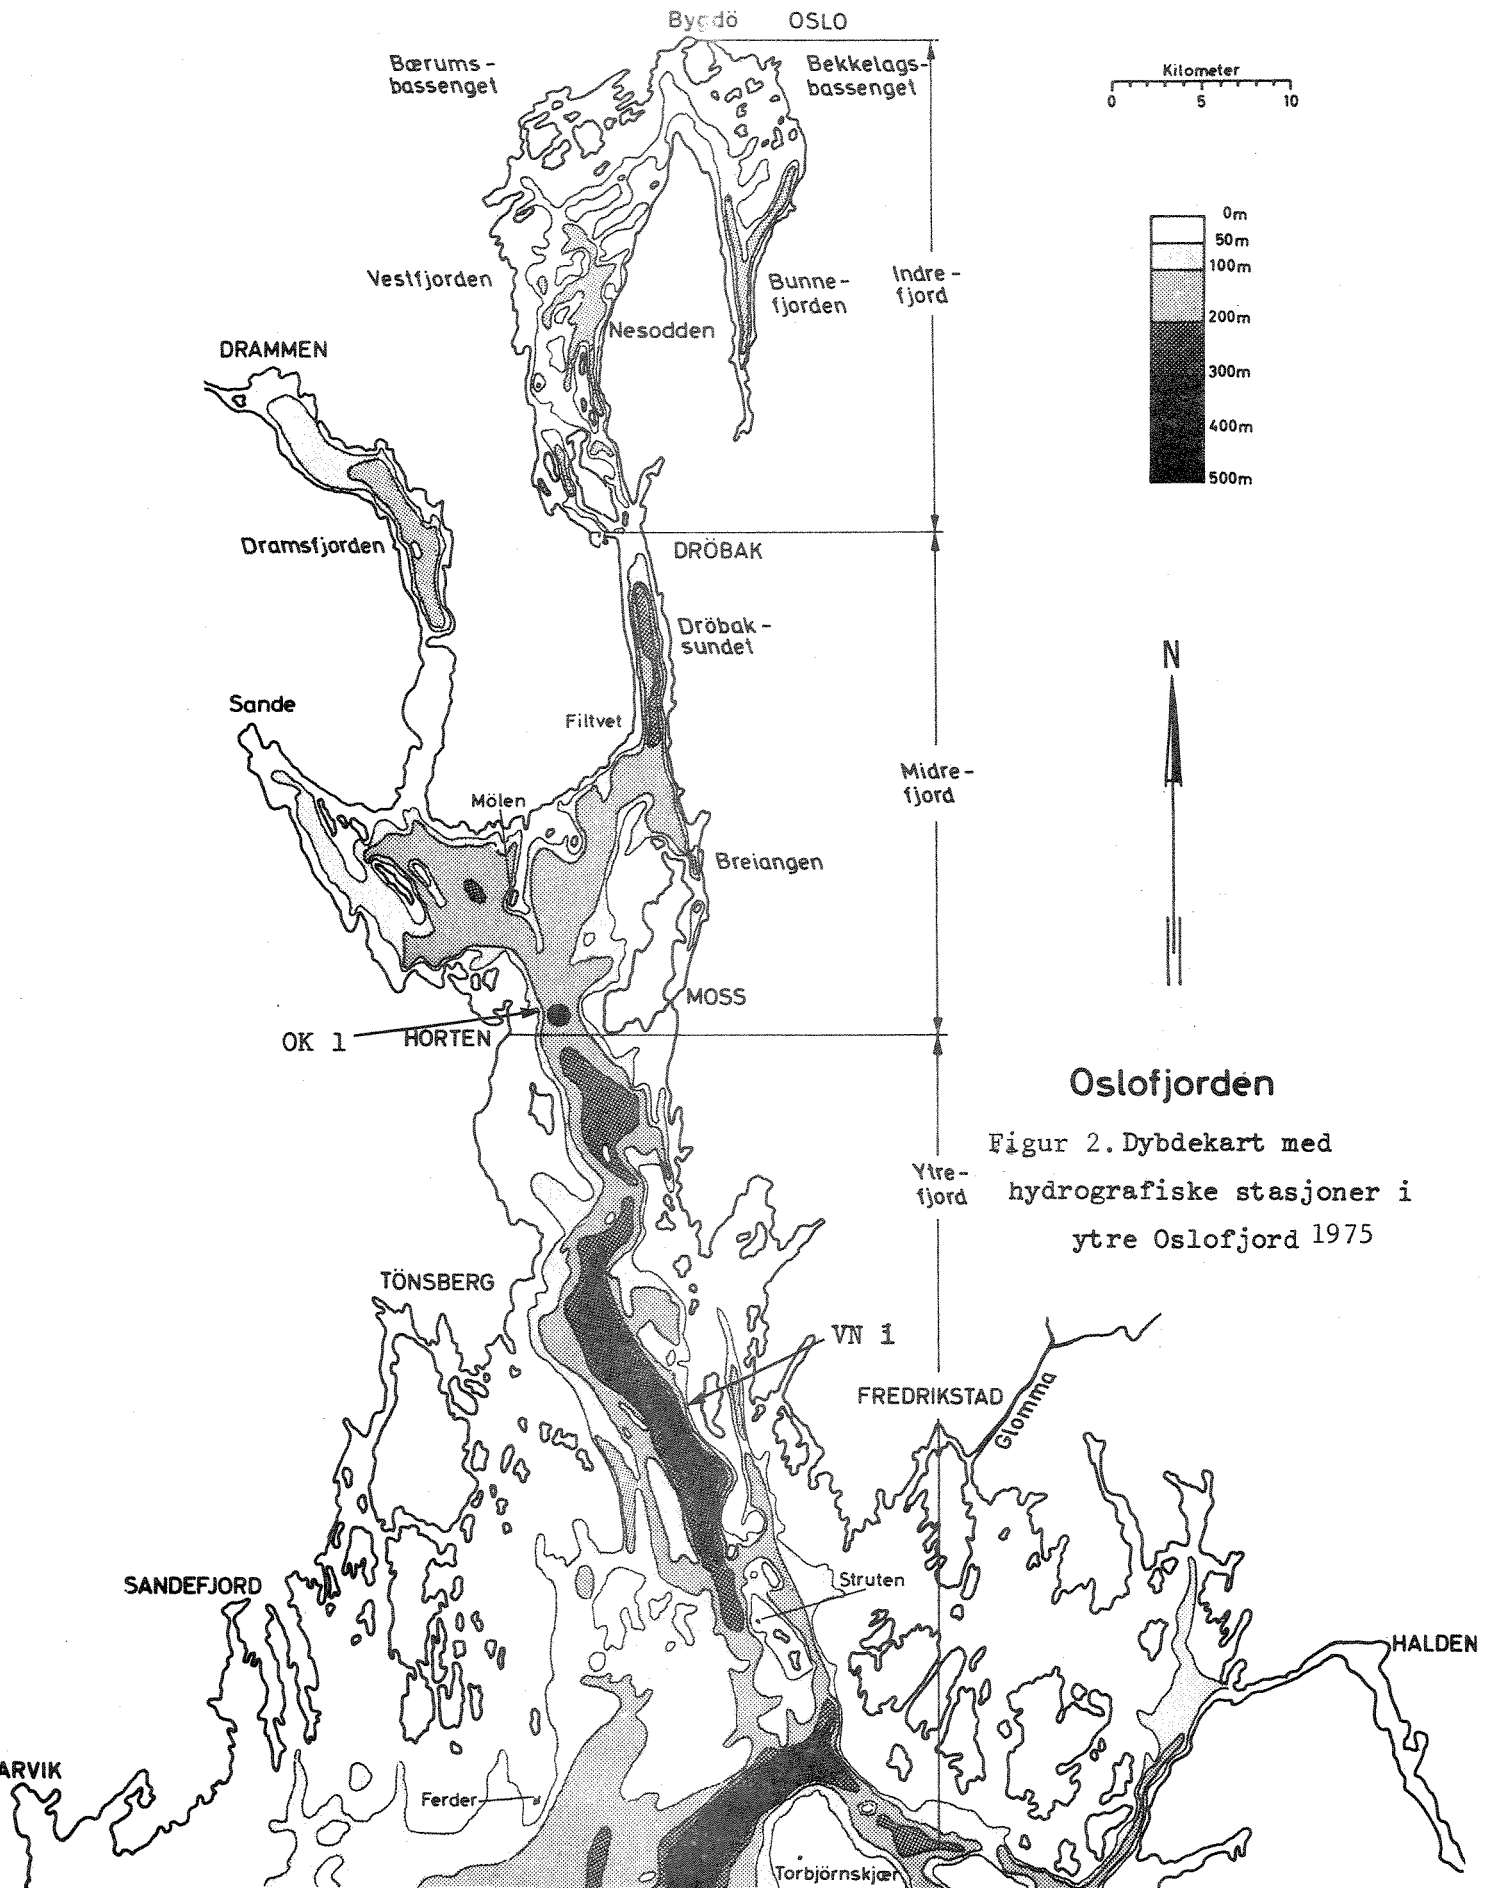 Bygdö OSLO
Bærums-
bassenget
Bekkelags-
bassenget
Kilometer
0 5 10
0m
50m
100m
200m
300m
400m
500m
Vestfjorden
Bunne-
fjorden
Indre-
fjord
Nesodden
DRAMMEN
Dramsfjorden
DRÖBAK
Dröbak-
sundet
N
Sande
Filtvet
Midre-
fjord
Mölen
Breiangen
MOSS
OK 1
HORTEN
Oslofjorden
Figur 2. Dybdekart med
hydrografiske stasjoner i
ytre Oslofjord 1975
Ytre-
fjord
TÖNSBERG
VN 1
FREDRIKSTAD
Glomma
SANDEFJORD
Struten
HALDEN
ARVIK
Ferder
Torbjörnskjær